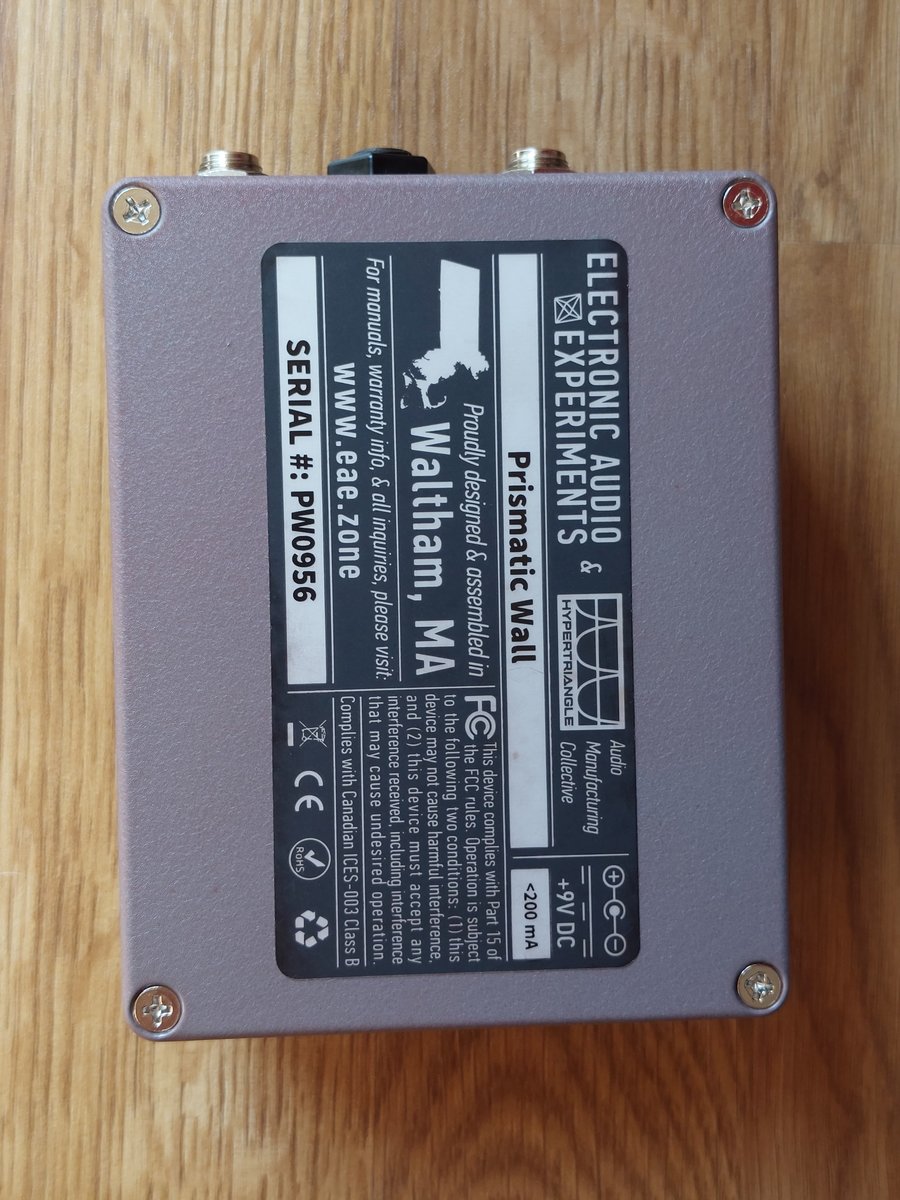 ELECTRONIC AUDIO
EXPERIMENTS
&
HYPERTRIANGLE
Audio
Manufacturing
Collective
+9V DC
<200 mA
Prismatic Wall
Proudly designed & assembled in
Waltham, MA
For manuals, warranty info, & all inquiries, please visit:
www.eae.zone
SERIAL #: PW0956
FC This device complies with Part 15 of
the FCC rules. Operation is subject
to the following two conditions: (1) this
device may not cause harmful interference,
and (2) this device must accept any
interference received, including interference
that may cause undesired operation.
Complies with Canadian ICES-003 Class B
CE
RoHS